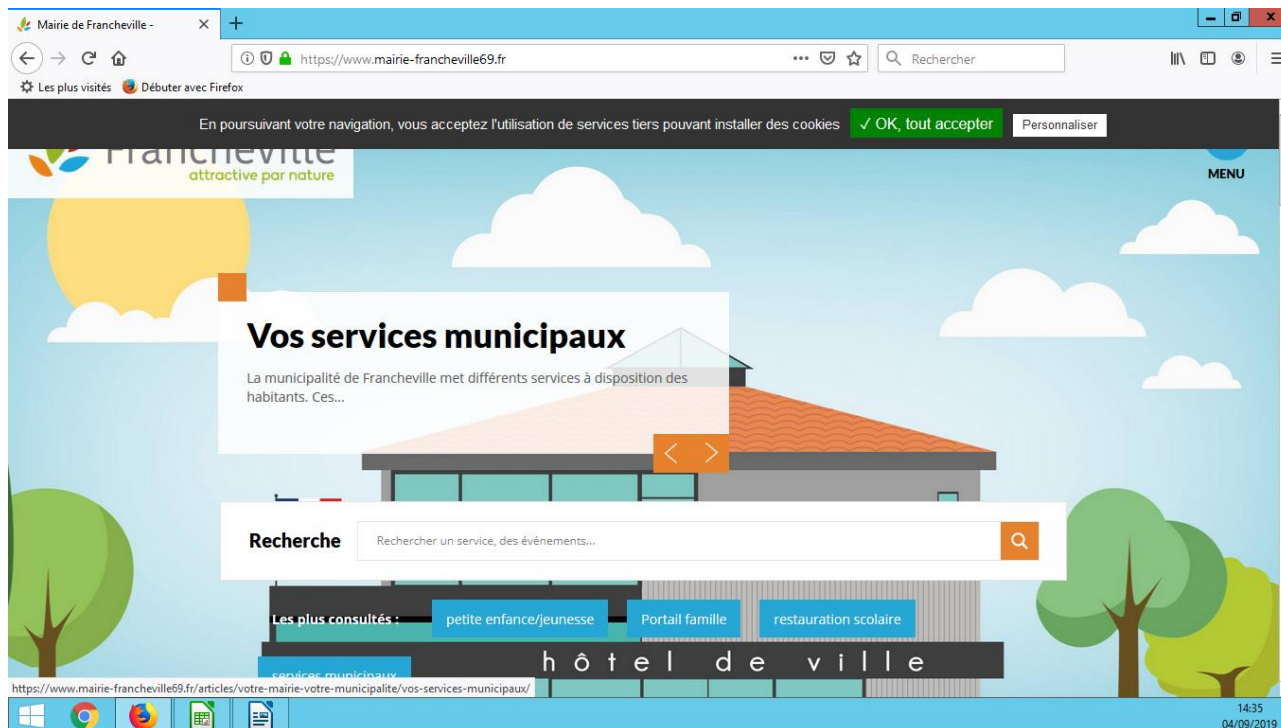 Mairie de Francheville -
https://www.mairie-francheville69.fr
Rechercher
Les plus visités
Débuter avec Firefox
En poursuivant votre navigation, vous acceptez l'utilisation de services tiers pouvant installer des cookies
✓ OK, tout accepter
Personnaliser
Francheville
attractive par nature
MENU
Vos services municipaux
La municipalité de Francheville met différents services à disposition des
habitants. Ces...
Recherche
Rechercher un service, des événements...
Les plus consultés :
petite enfance/jeunesse
Portail famille
restauration scolaire
services municipaux
hôtel de ville
https://www.mairie-francheville69.fr/articles/votre-mairie-votre-municipalite/vos-services-municipaux/
14:35
04/09/2019